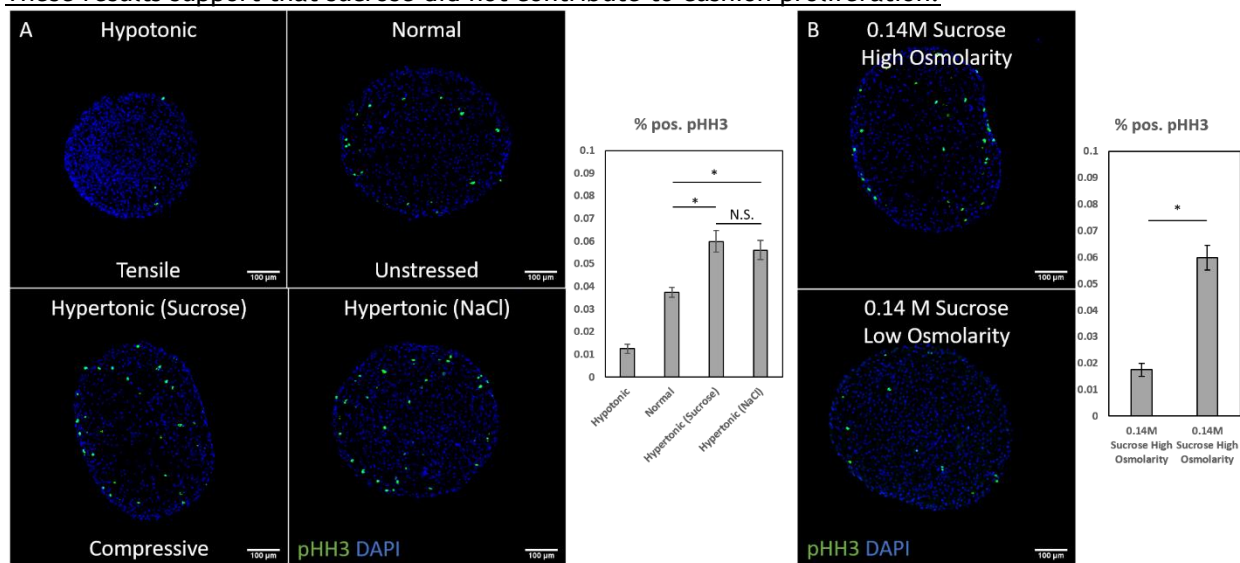 These results support that sucrose did not contribute to cushion proliferation.
A
Hypotonic
Normal
Tensile
100 µm
Unstressed
100 µm
Hypertonic (Sucrose)
Hypertonic (NaCl)
Compressive
100 µm
pHH3 DAPI
100 µm
% pos. pHH3
0.1
0.09
0.08
0.07
0.06
0.05
0.04
0.03
0.02
0.01
0
*
*
N.S.
Hypotonic
Normal
Hypertonic (Sucrose)
Hypertonic (NaCl)
B
0.14M Sucrose
High Osmolarity
100 µm
0.14 M Sucrose
Low Osmolarity
pHH3 DAPI
100 µm
% pos. pHH3
0.1
0.09
0.08
0.07
0.06
0.05
0.04
0.03
0.02
0.01
0
*
0.14M
Sucrose High
Osmolarity
0.14M
Sucrose High
Osmolarity